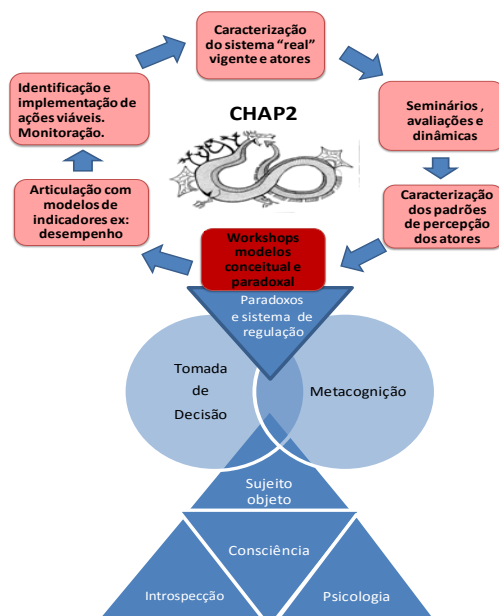 Caracterização
do sistema "real"
vigente e atores
Identificação e
implementação de
ações viáveis.
Monitoração.
CHAP2
Seminários ,
avaliações e
dinâmicas
Articulação com
modelos de
indicadores ex:
desempenho
Caracterização
dos padrões
de percepção
dos atores
Workshops
modelos
conceitual e
paradoxal
Paradoxos
e sistema de
regulação
Tomada
de
Decisão
Metacognição
Sujeito
objeto
Consciência
Introspecção
Psicologia